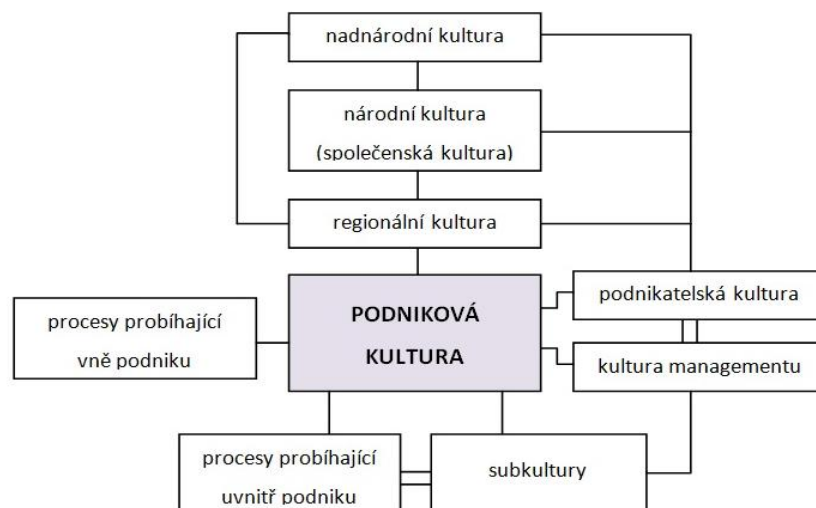 nadnárodní kultura
národní kultura
(společenská kultura)
regionální kultura
podnikatelská kultura
procesy probíhající
vně podniku
PODNIKOVÁ
KULTURA
kultura managementu
procesy probíhající
uvnitř podniku
subkultury